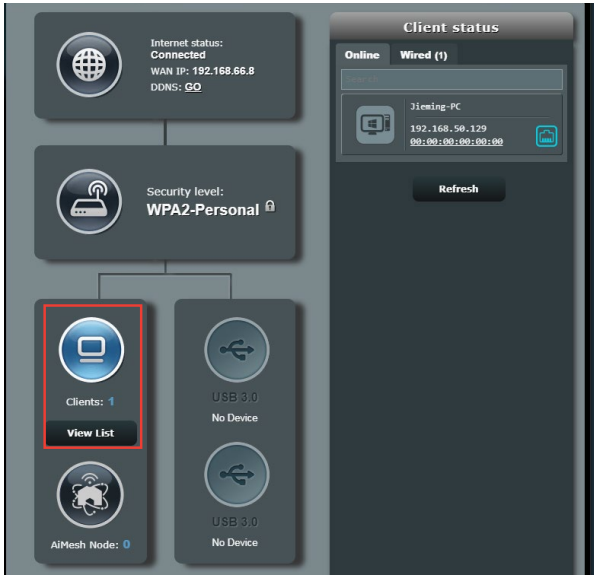 Internet status:
Connected
WAN IP: 192.168.66.8
DDNS: GO
Security level:
WPA2-Personal
Clients: 1
View List
AiMesh Node: 0
USB 3.0
No Device
USB 3.0
No Device
Client status
Online Wired (1)
Search
Jieming-PC
192.168.50.129
00:00:00:00:00:00
Refresh